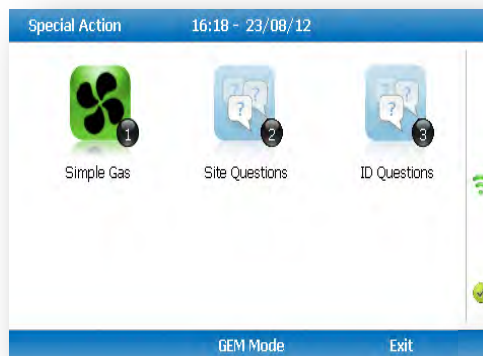 Special Action 16:18 - 23/08/12
1 2 3
Simple Gas Site Questions ID Questions
GEM Mode Exit